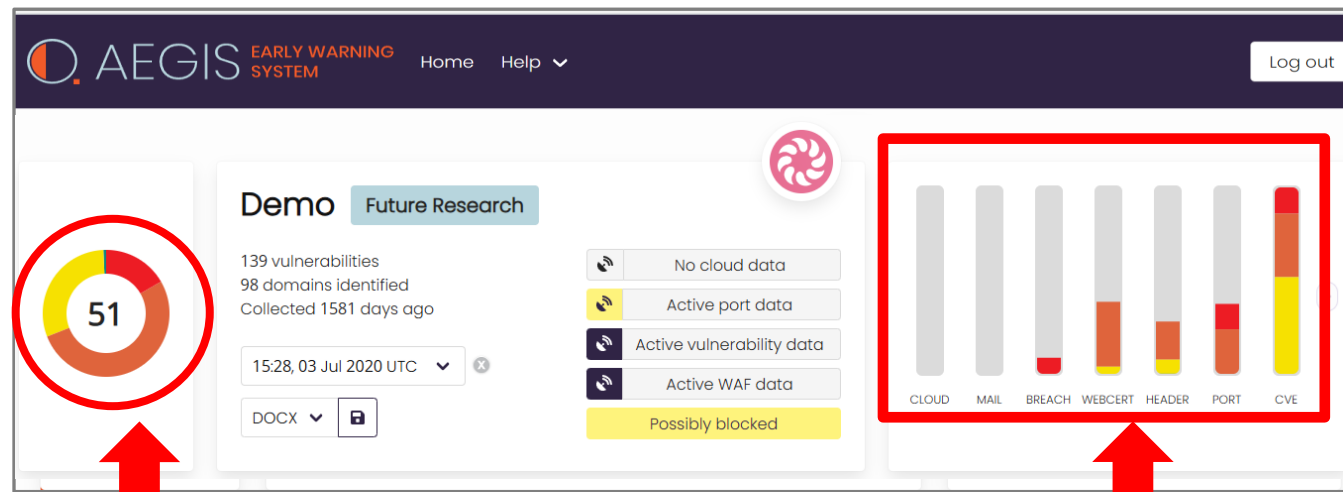 AEGIS EARLY WARNING SYSTEM
Home Help
Log out
51
Demo Future Research
139 vulnerabilities
98 domains identified
Collected 1581 days ago
15:28, 03 Jul 2020 UTC
DOCX
No cloud data
Active port data
Active vulnerability data
Active WAF data
Possibly blocked
CLOUD MAIL BREACH WEBCERT HEADER PORT CVE